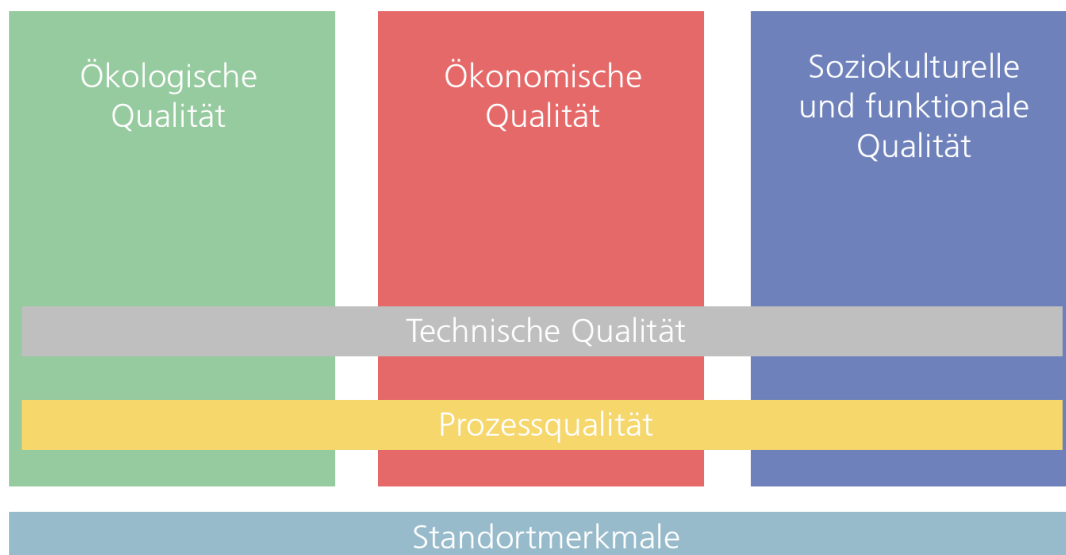 Ökologische
Qualität
Ökonomische
Qualität
Soziokulturelle
und funktionale
Qualität
Technische Qualität
Prozessqualität
Standortmerkmale